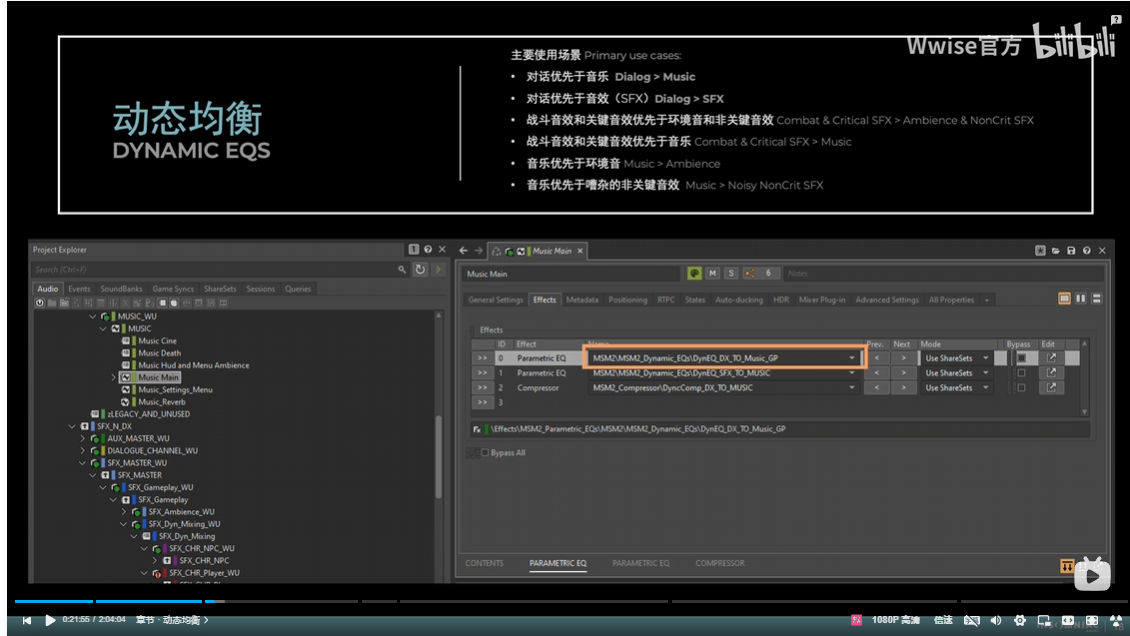 Wwise官方 bilibili
动态均衡
DYNAMIC EQS
主要使用场景 Primary use cases:
• 对话优先于音乐 Dialog > Music
• 对话优先于音效（SFX）Dialog > SFX
• 战斗音效和关键音效优先于环境音和非关键音效 Combat & Critical SFX > Ambience & NonCrit SFX
• 战斗音效和关键音效优先于音乐 Combat & Critical SFX > Music
• 音乐优先于环境音 Music > Ambience
• 音乐优先于嘈杂的非关键音效 Music > Noisy NonCrit SFX
Project Explorer
Search (Ctrl+F)
Audio Events SoundBanks Game Syncs ShareSets Sessions Queries
MUSIC_WU
MUSIC
Music Cine
Music Death
Music Hud and Menu Ambience
Music Main
Music_Settings_Menu
Music_Reverb
zLEGACY_AND_UNUSED
SFX_N_DX
AUX_MASTER_WU
DIALOGUE_CHANNEL_WU
SFX_MASTER_WU
SFX_MASTER
SFX_Gameplay_WU
SFX_Gameplay
SFX_Ambience_WU
SFX_Dyn_Mixing_WU
SFX_Dyn_Mixing
SFX_CHR_NPC_WU
SFX_CHR_NPC
SFX_CHR_Player_WU
Music Main ×
Music Main M S 6 Notes
General Settings Effects Metadata Positioning RTPC States Auto-ducking HDR Mixer Plug-in Advanced Settings All Properties +
Effects
ID Effect Name Prev. Next Mode Bypass Edit
>> 0 Parametric EQ MSM2\MSM2_Dynamic_EQs\DynEQ_DX_TO_Music_GP < > Use ShareSets
>> 1 Parametric EQ MSM2\MSM2_Dynamic_EQs\DynEQ_SFX_TO_MUSIC < > Use ShareSets
>> 2 Compressor MSM2_Compressor\DyncComp_DX_TO_MUSIC < > Use ShareSets
>> 3
Fx \Effects\MSM2_Parametric_EQs\MSM2\MSM2_Dynamic_EQs\DynEQ_DX_TO_Music_GP
Bypass All
CONTENTS PARAMETRIC EQ PARAMETRIC EQ COMPRESSOR
0:21:55 / 2:04:04 章节 · 动态均衡 > 1080P 高清 倍速